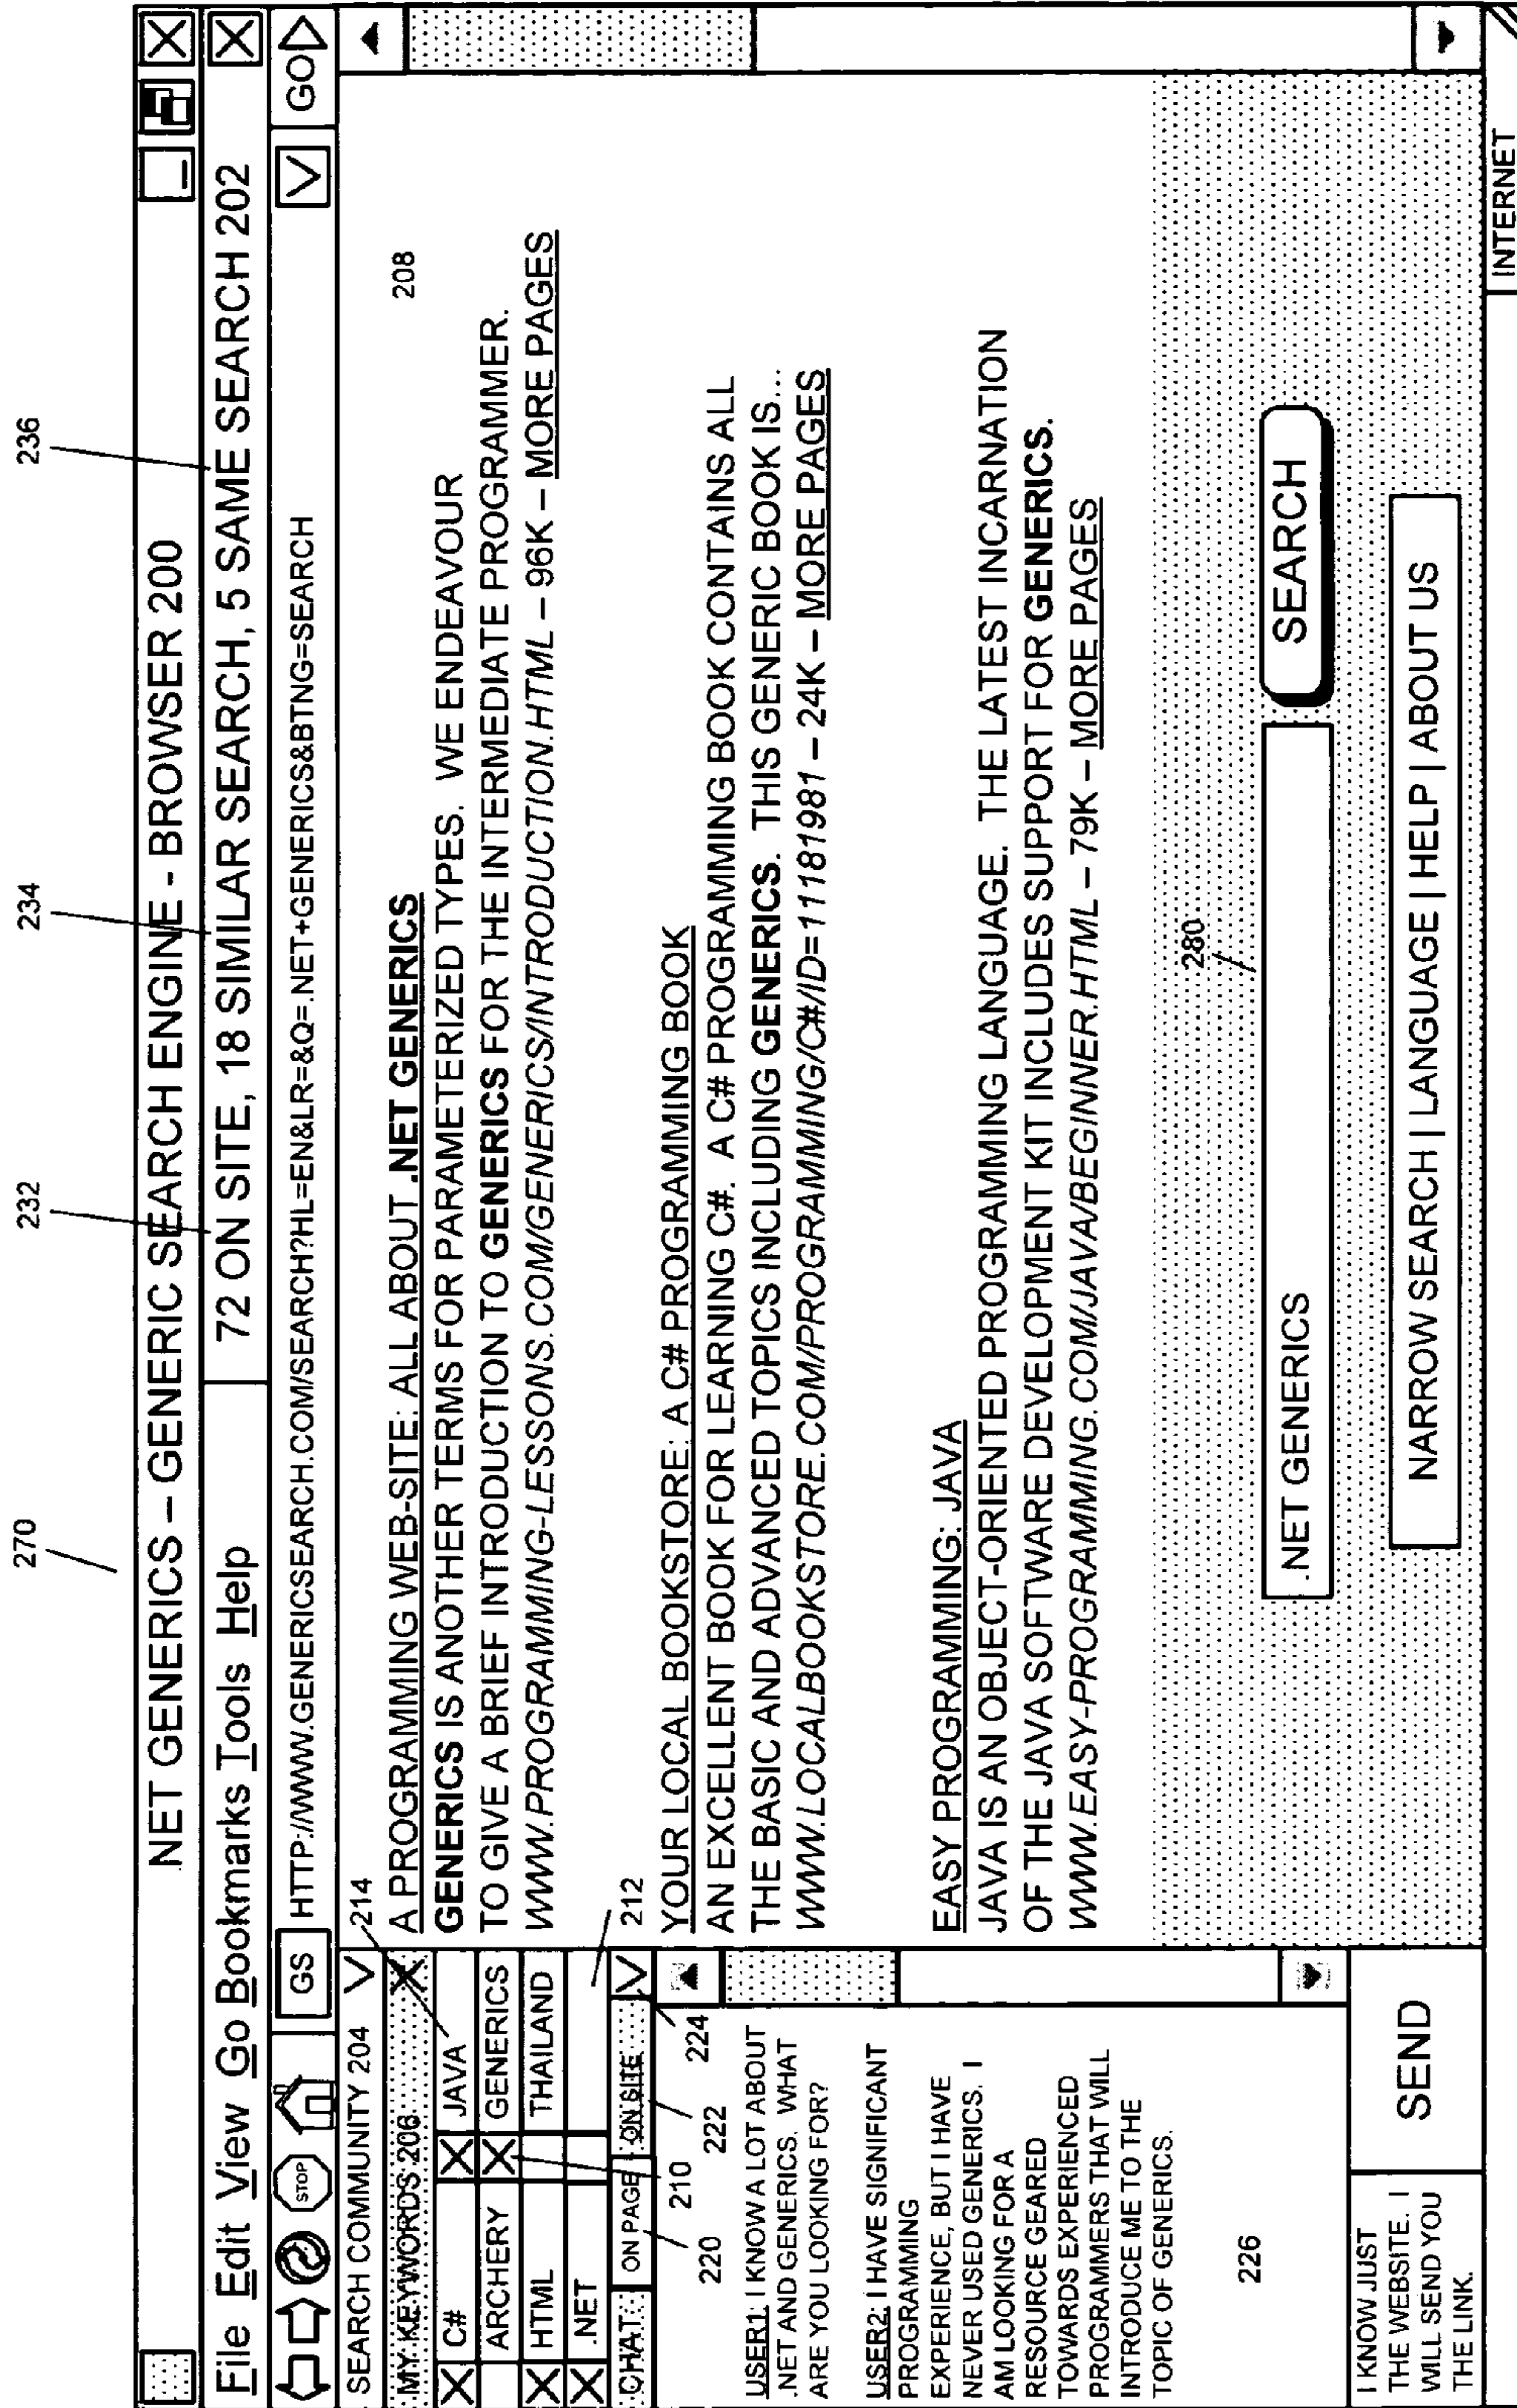 270
232
234
236
.NET GENERICS – GENERIC SEARCH ENGINE - BROWSER 200
File Edit View Go Bookmarks Tools Help
72 ON SITE, 18 SIMILAR SEARCH, 5 SAME SEARCH 202
STOP
GS
HTTP://WWW.GENERICSEARCH.COM/SEARCH?HL=EN&LR=&Q=.NET+GENERICS&BTNG=SEARCH
GO
SEARCH COMMUNITY 204
214
MY KEYWORDS 206
C#
JAVA
ARCHERY
GENERICS
HTML
THAILAND
.NET
212
CHAT:
ON PAGE
ON SITE
220
210
222
224
USER1: I KNOW A LOT ABOUT
.NET AND GENERICS. WHAT
ARE YOU LOOKING FOR?
USER2: I HAVE SIGNIFICANT
PROGRAMMING
EXPERIENCE, BUT I HAVE
NEVER USED GENERICS. I
AM LOOKING FOR A
RESOURCE GEARED
TOWARDS EXPERIENCED
PROGRAMMERS THAT WILL
INTRODUCE ME TO THE
TOPIC OF GENERICS.
226
I KNOW JUST
THE WEBSITE. I
WILL SEND YOU
THE LINK.
SEND
208
A PROGRAMMING WEB-SITE: ALL ABOUT .NET GENERICS
GENERICS IS ANOTHER TERMS FOR PARAMETERIZED TYPES. WE ENDEAVOUR
TO GIVE A BRIEF INTRODUCTION TO GENERICS FOR THE INTERMEDIATE PROGRAMMER.
WWW.PROGRAMMING-LESSONS.COM/GENERICS/INTRODUCTION.HTML – 96K – MORE PAGES
YOUR LOCAL BOOKSTORE: A C# PROGRAMMING BOOK
AN EXCELLENT BOOK FOR LEARNING C#. A C# PROGRAMMING BOOK CONTAINS ALL
THE BASIC AND ADVANCED TOPICS INCLUDING GENERICS. THIS GENERIC BOOK IS...
WWW.LOCALBOOKSTORE.COM/PROGRAMMING/C#/ID=11181981 – 24K – MORE PAGES
EASY PROGRAMMING: JAVA
JAVA IS AN OBJECT-ORIENTED PROGRAMMING LANGUAGE. THE LATEST INCARNATION
OF THE JAVA SOFTWARE DEVELOPMENT KIT INCLUDES SUPPORT FOR GENERICS.
WWW.EASY-PROGRAMMING.COM/JAVA/BEGINNER.HTML – 79K – MORE PAGES
280
.NET GENERICS
SEARCH
NARROW SEARCH | LANGUAGE | HELP | ABOUT US
INTERNET